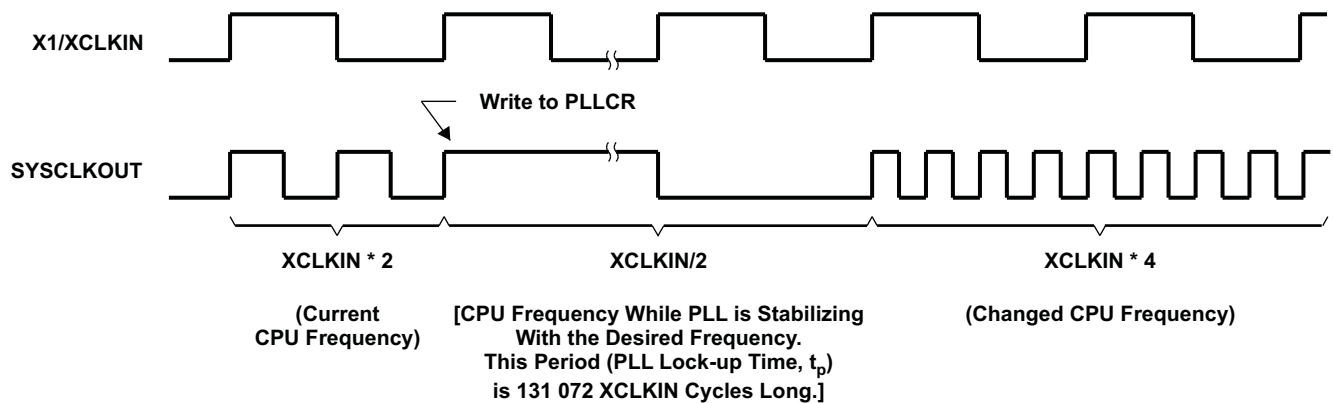 X1/XCLKIN
Write to PLLCR
SYSCLKOUT
XCLKIN * 2
XCLKIN/2
XCLKIN * 4
(Current
CPU Frequency)
[CPU Frequency While PLL is Stabilizing
With the Desired Frequency.
This Period (PLL Lock-up Time, tp)
is 131 072 XCLKIN Cycles Long.]
(Changed CPU Frequency)